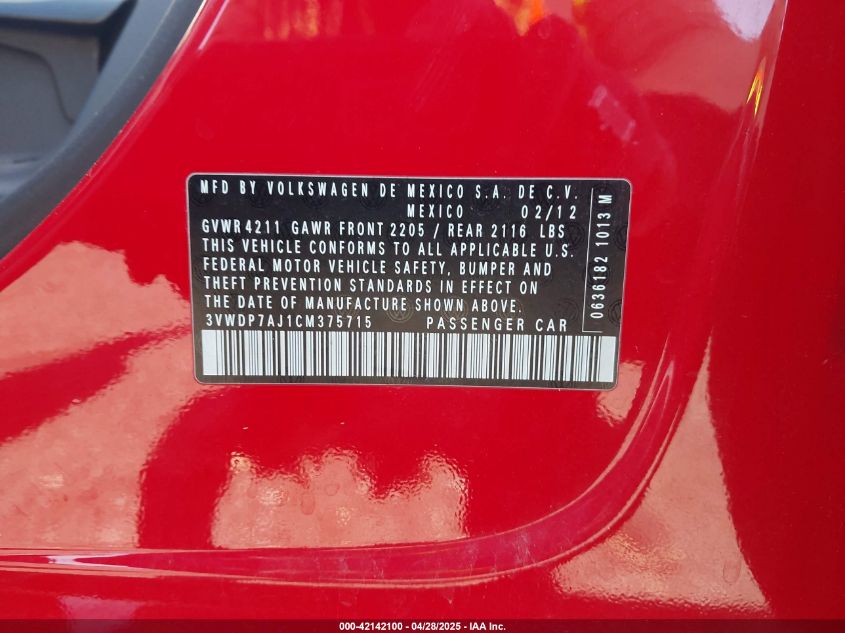 MFD BY VOLKSWAGEN DE MEXICO S.A. DE C.V.
MEXICO 02/12
GVWR 4211 GAWR FRONT 2205 / REAR 2116 LBS
THIS VEHICLE CONFORMS TO ALL APPLICABLE U.S.
FEDERAL MOTOR VEHICLE SAFETY, BUMPER AND
THEFT PREVENTION STANDARDS IN EFFECT ON
THE DATE OF MANUFACTURE SHOWN ABOVE.
3VWDP7AJ1CM375715 PASSENGER CAR
0636182 1013 M
000-42142100 - 04/28/2025 - IAA Inc.